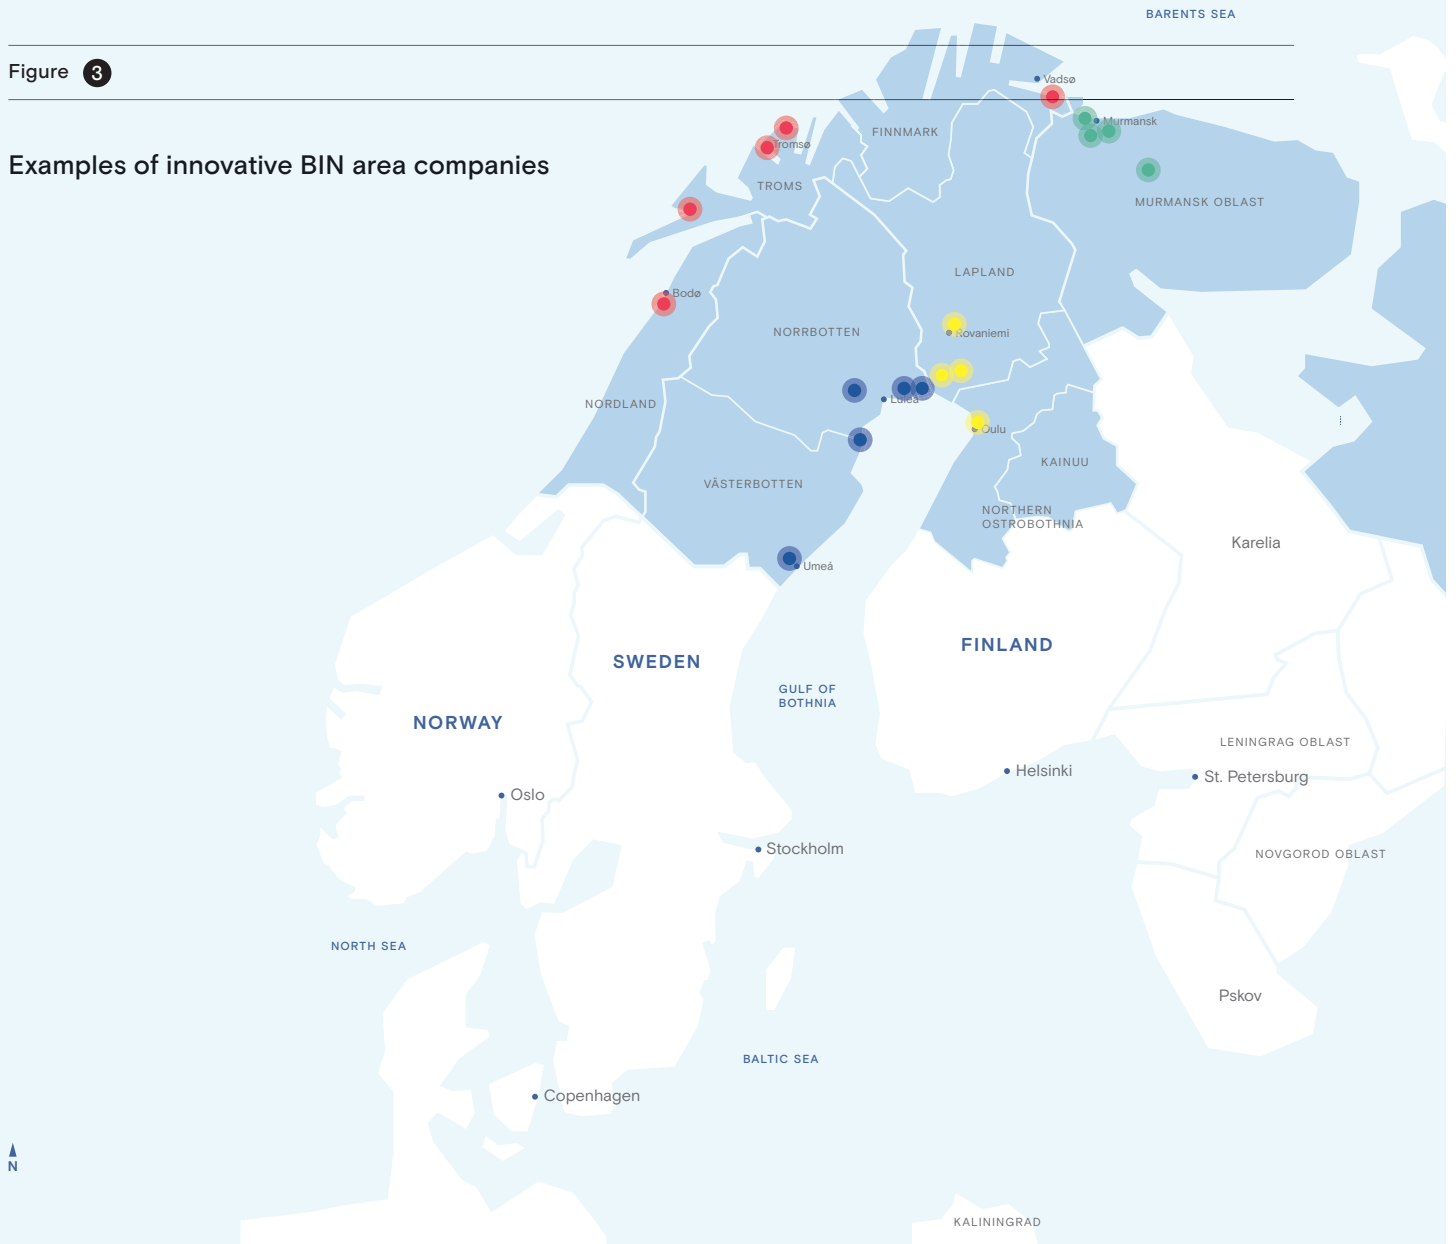 BARENTS SEA
Figure 3
Vadsø
Murmansk
FINNMARK
Tromsø
Examples of innovative BIN area companies
TROMS
MURMANSK OBLAST
LAPLAND
Bodø
NORRBOTTEN
Rovaniemi
Luleå
NORDLAND
Oulu
KAINUU
VÄSTERBOTTEN
NORTHERN
OSTROBOTHNIA
Karelia
Umeå
FINLAND
SWEDEN
GULF OF
BOTHNIA
NORWAY
LENINGRAG OBLAST
Helsinki
St. Petersburg
Oslo
Stockholm
NOVGOROD OBLAST
NORTH SEA
Pskov
BALTIC SEA
Copenhagen
N
KALININGRAD